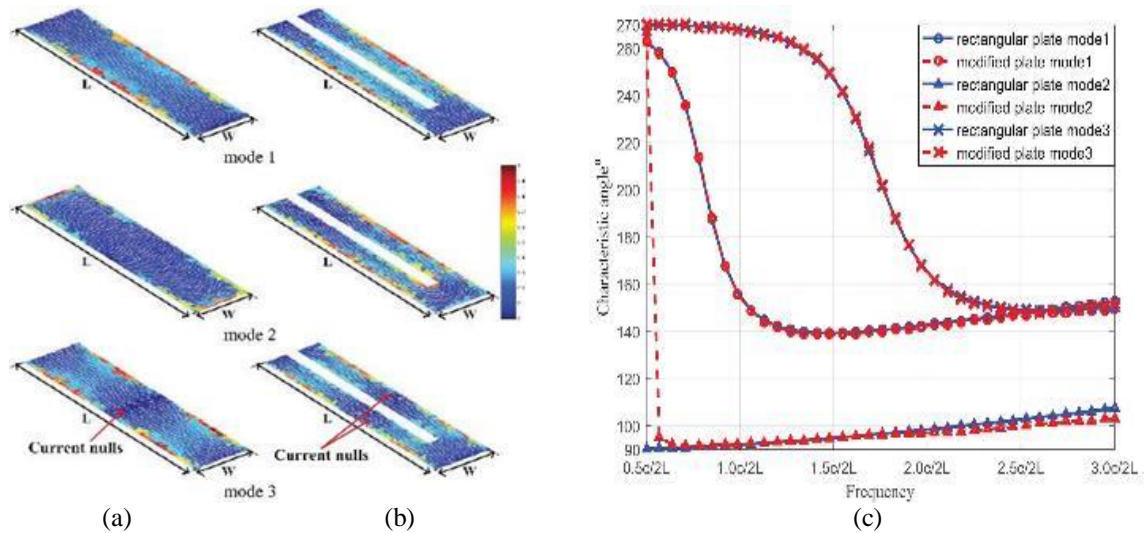 L
W
mode 1
L
W
L
W
mode 2
L
W
L
W
Current nulls
mode 3
L
W
Current nulls
(a)
(b)
270
260
240
220
200
180
160
140
120
100
90
Characteristic angle°
rectangular plate mode1
modified plate mode1
rectangular plate mode2
modified plate mode2
rectangular plate mode3
modified plate mode3
0.5c/2L
1.0c/2L
1.5c/2L
2.0c/2L
2.5c/2L
3.0c/2L
Frequency
(c)